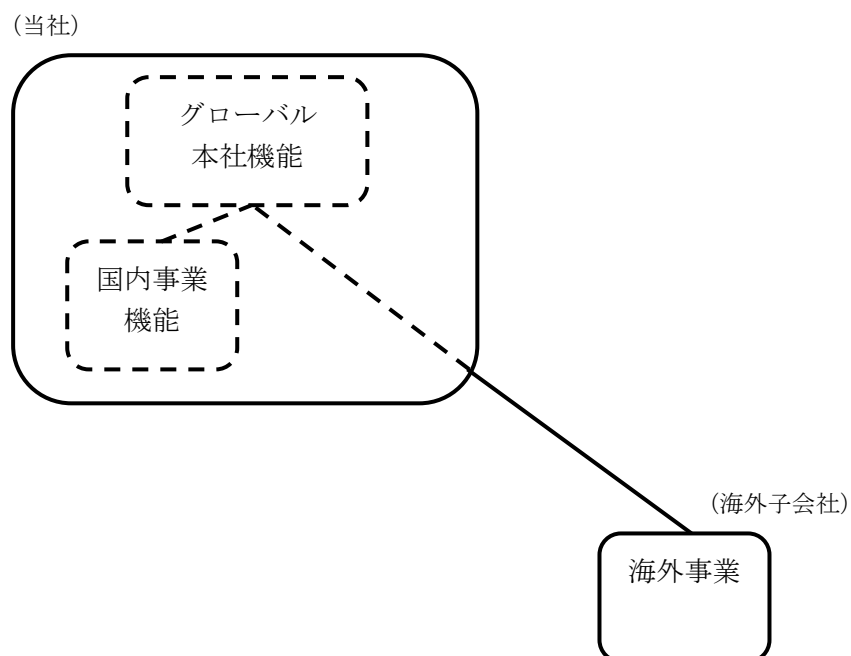 （当社）
グローバル
本社機能
国内事業
機能
（海外子会社）
海外事業